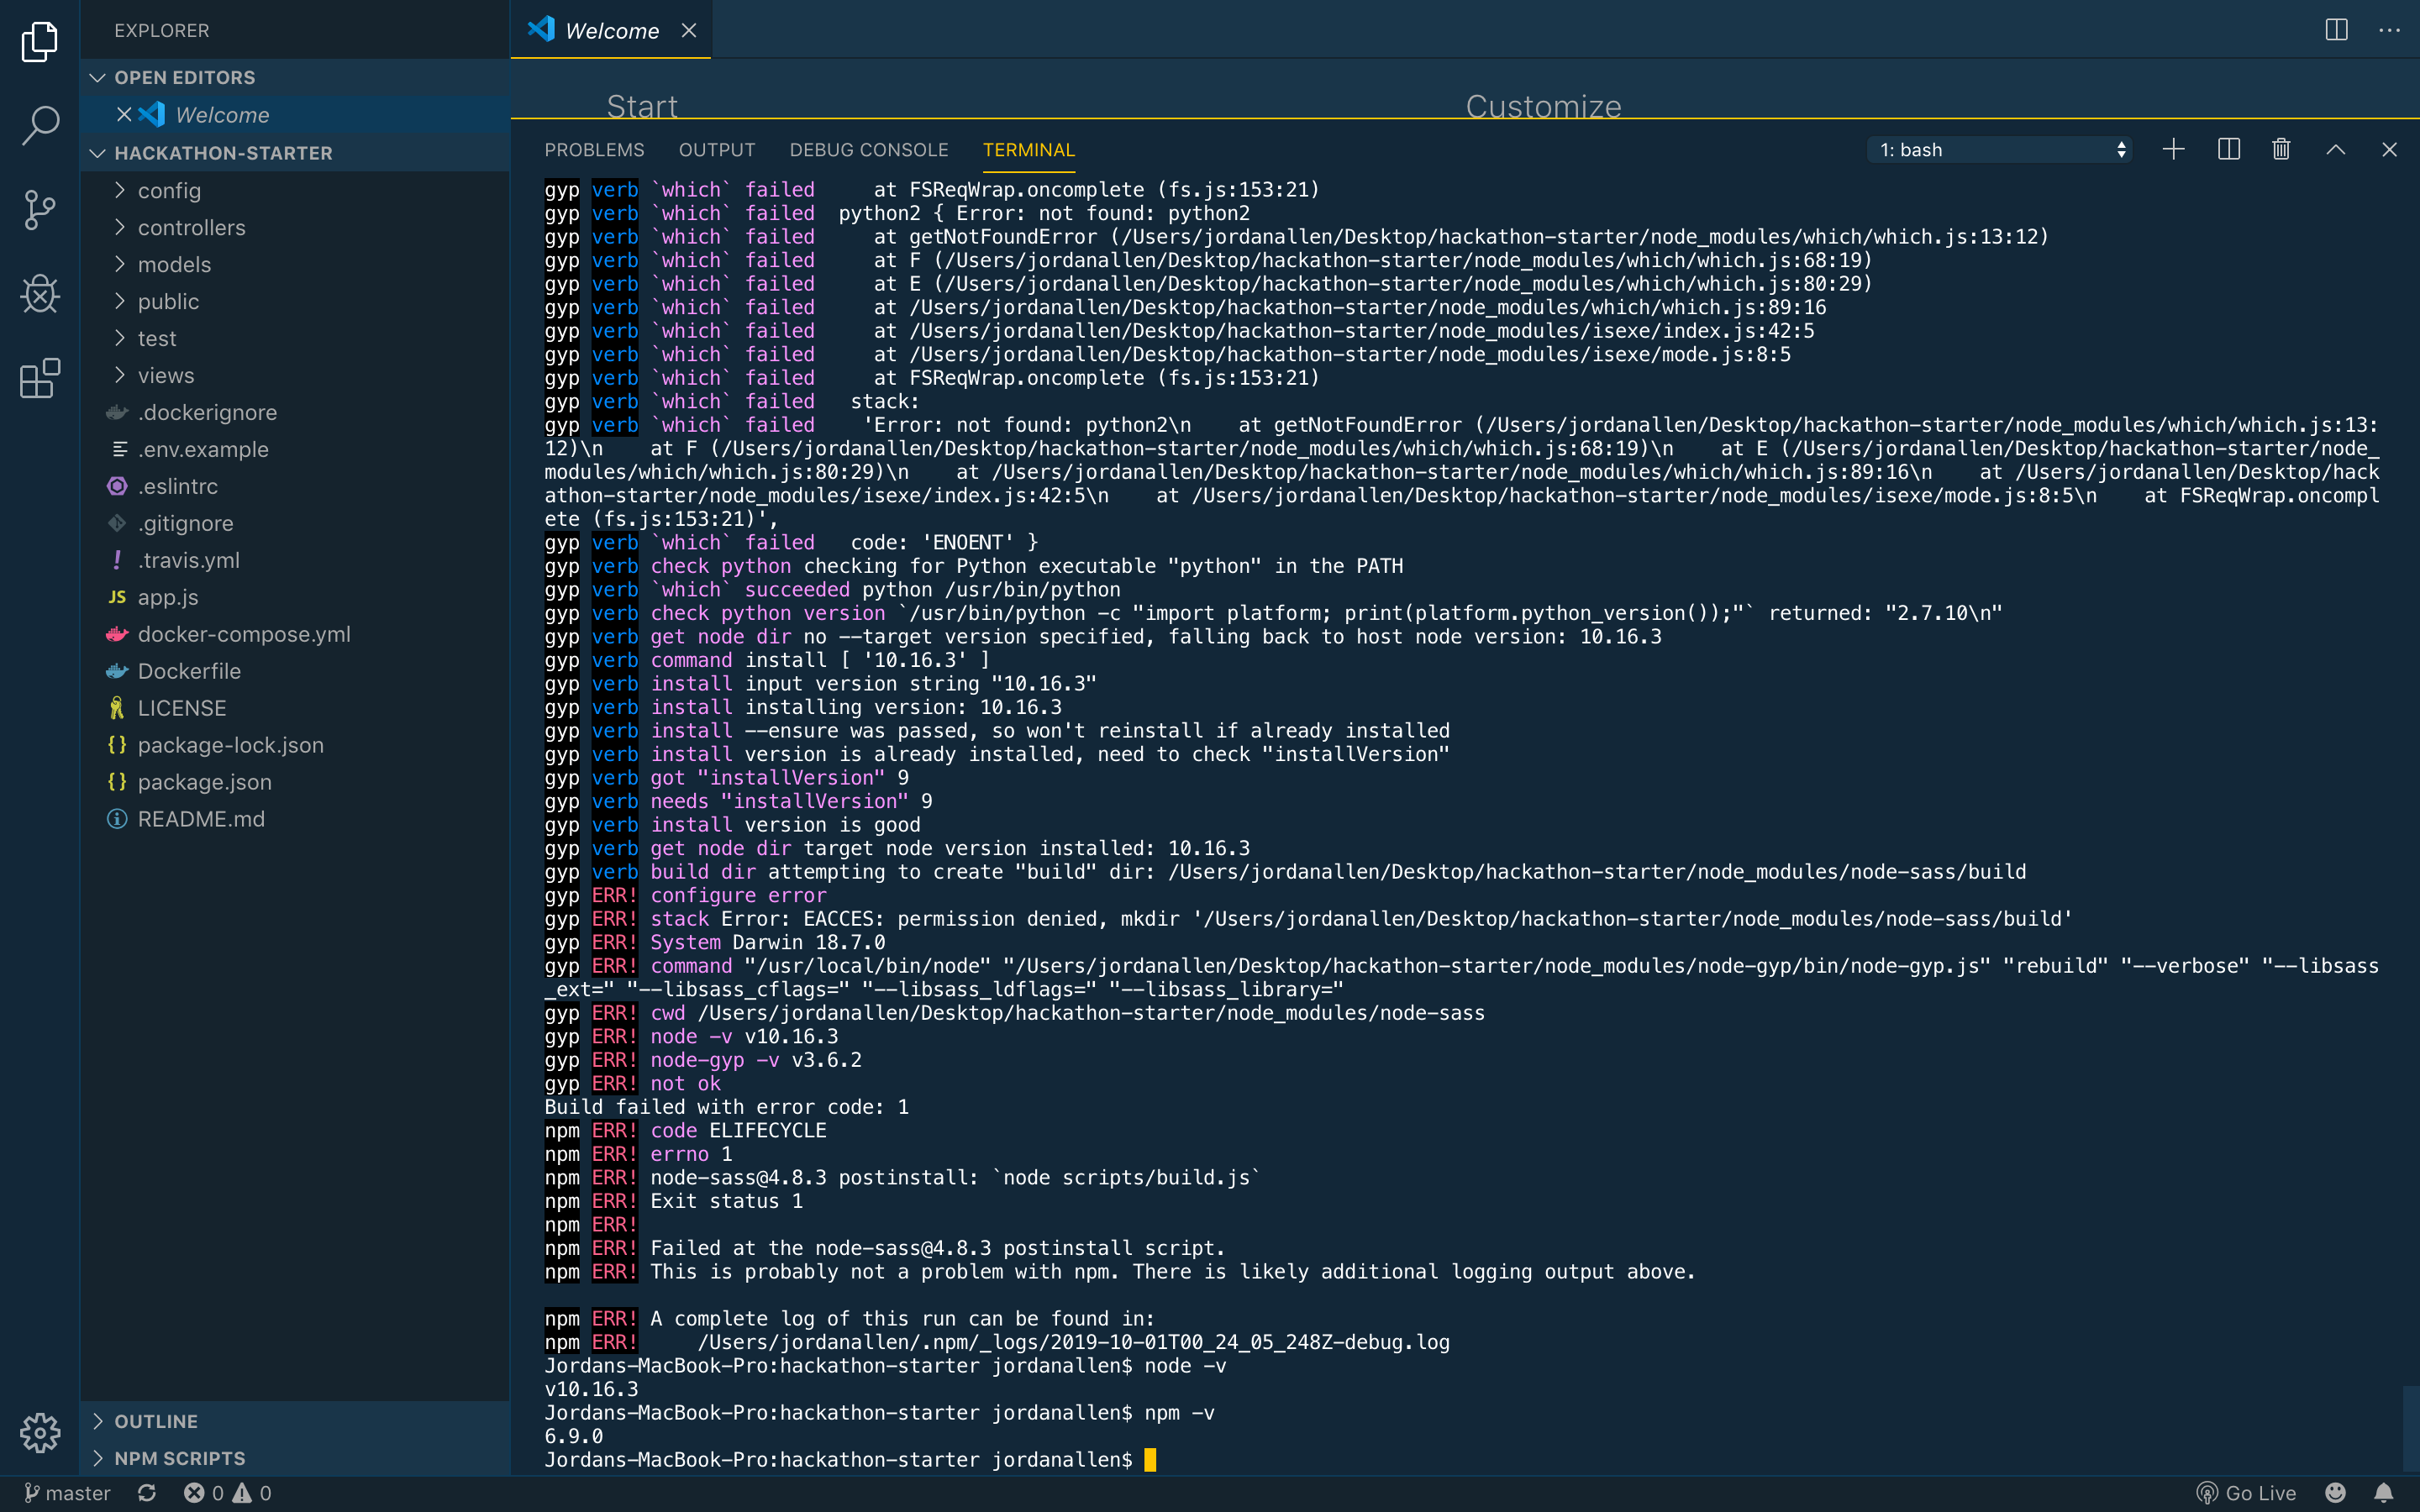 EXPLORER
OPEN EDITORS
Welcome
HACKATHON-STARTER
config
controllers
models
public
test
views
.dockerignore
.env.example
.eslintrc
.gitignore
.travis.yml
app.js
docker-compose.yml
Dockerfile
LICENSE
package-lock.json
package.json
README.md
OUTLINE
NPM SCRIPTS
Welcome
Start
Customize
PROBLEMS
OUTPUT
DEBUG CONSOLE
TERMINAL
1: bash
gyp verb `which` failed     at FSReqWrap.oncomplete (fs.js:153:21)
gyp verb `which` failed  python2 { Error: not found: python2
gyp verb `which` failed     at getNotFoundError (/Users/jordanallen/Desktop/hackathon-starter/node_modules/which/which.js:13:12)
gyp verb `which` failed     at F (/Users/jordanallen/Desktop/hackathon-starter/node_modules/which/which.js:68:19)
gyp verb `which` failed     at E (/Users/jordanallen/Desktop/hackathon-starter/node_modules/which/which.js:80:29)
gyp verb `which` failed     at /Users/jordanallen/Desktop/hackathon-starter/node_modules/which/which.js:89:16
gyp verb `which` failed     at /Users/jordanallen/Desktop/hackathon-starter/node_modules/isexe/index.js:42:5
gyp verb `which` failed     at /Users/jordanallen/Desktop/hackathon-starter/node_modules/isexe/mode.js:8:5
gyp verb `which` failed     at FSReqWrap.oncomplete (fs.js:153:21)
gyp verb `which` failed   stack:
gyp verb `which` failed    'Error: not found: python2\n    at getNotFoundError (/Users/jordanallen/Desktop/hackathon-starter/node_modules/which/which.js:13:
12)\n    at F (/Users/jordanallen/Desktop/hackathon-starter/node_modules/which/which.js:68:19)\n    at E (/Users/jordanallen/Desktop/hackathon-starter/node_
modules/which/which.js:80:29)\n    at /Users/jordanallen/Desktop/hackathon-starter/node_modules/which/which.js:89:16\n    at /Users/jordanallen/Desktop/hack
athon-starter/node_modules/isexe/index.js:42:5\n    at /Users/jordanallen/Desktop/hackathon-starter/node_modules/isexe/mode.js:8:5\n    at FSReqWrap.oncompl
ete (fs.js:153:21)',
gyp verb `which` failed   code: 'ENOENT' }
gyp verb check python checking for Python executable "python" in the PATH
gyp verb `which` succeeded python /usr/bin/python
gyp verb check python version `/usr/bin/python -c "import platform; print(platform.python_version());"` returned: "2.7.10\n"
gyp verb get node dir no --target version specified, falling back to host node version: 10.16.3
gyp verb command install [ '10.16.3' ]
gyp verb install input version string "10.16.3"
gyp verb install installing version: 10.16.3
gyp verb install --ensure was passed, so won't reinstall if already installed
gyp verb install version is already installed, need to check "installVersion"
gyp verb got "installVersion" 9
gyp verb needs "installVersion" 9
gyp verb install version is good
gyp verb get node dir target node version installed: 10.16.3
gyp verb build dir attempting to create "build" dir: /Users/jordanallen/Desktop/hackathon-starter/node_modules/node-sass/build
gyp ERR! configure error
gyp ERR! stack Error: EACCES: permission denied, mkdir '/Users/jordanallen/Desktop/hackathon-starter/node_modules/node-sass/build'
gyp ERR! System Darwin 18.7.0
gyp ERR! command "/usr/local/bin/node" "/Users/jordanallen/Desktop/hackathon-starter/node_modules/node-gyp/bin/node-gyp.js" "rebuild" "--verbose" "--libsass
_ext=" "--libsass_cflags=" "--libsass_ldflags=" "--libsass_library="
gyp ERR! cwd /Users/jordanallen/Desktop/hackathon-starter/node_modules/node-sass
gyp ERR! node -v v10.16.3
gyp ERR! node-gyp -v v3.6.2
gyp ERR! not ok
Build failed with error code: 1
npm ERR! code ELIFECYCLE
npm ERR! errno 1
npm ERR! node-sass@4.8.3 postinstall: `node scripts/build.js`
npm ERR! Exit status 1
npm ERR!
npm ERR! Failed at the node-sass@4.8.3 postinstall script.
npm ERR! This is probably not a problem with npm. There is likely additional logging output above.
npm ERR! A complete log of this run can be found in:
npm ERR!     /Users/jordanallen/.npm/_logs/2019-10-01T00_24_05_248Z-debug.log
Jordans-MacBook-Pro:hackathon-starter jordanallen$ node -v
v10.16.3
Jordans-MacBook-Pro:hackathon-starter jordanallen$ npm -v
6.9.0
Jordans-MacBook-Pro:hackathon-starter jordanallen$
master
0
0
Go Live